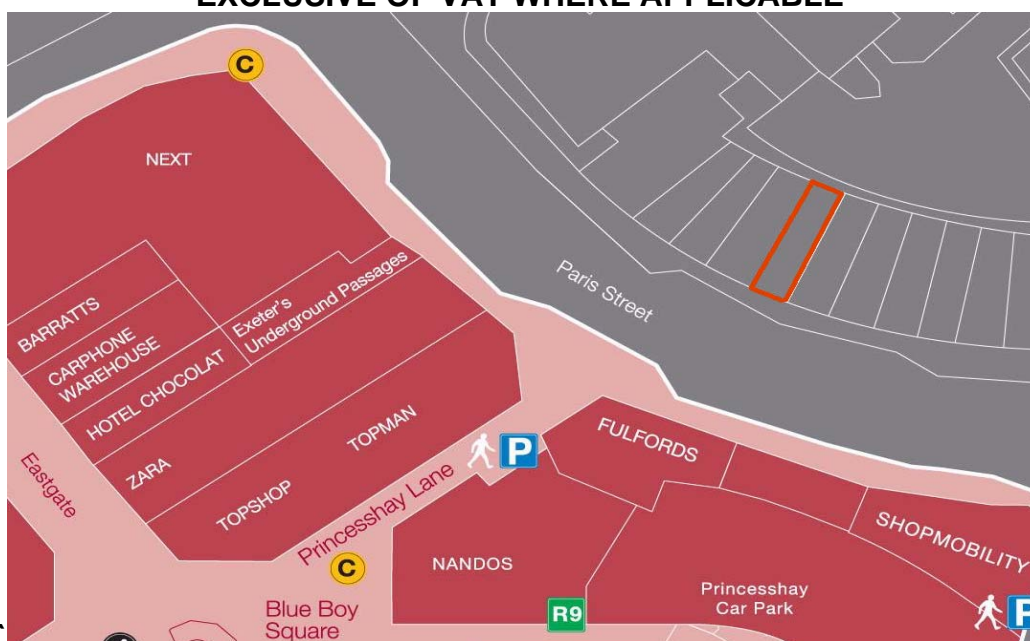 EXCLUSIVE OF VAT WHERE APPLICABLE
C
NEXT
Paris Street
BARRATTS
CARPHONE
WAREHOUSE
Exeter's
Underground Passages
HOTEL CHOCOLAT
ZARA
TOPMAN
TOPSHOP
Eastgate
Princesshay Lane
P
FULFORDS
SHOPMOBILITY
C
NANDOS
Princesshay
Car Park
R9
Blue Boy
Square
P